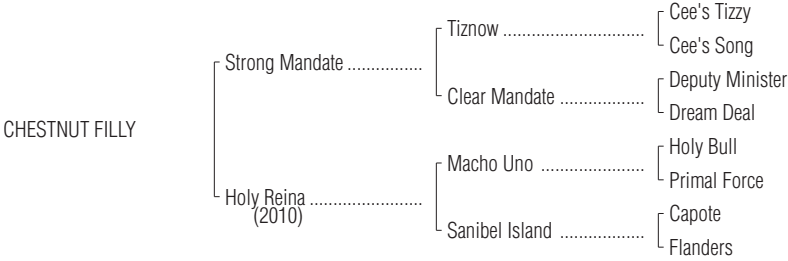 Cee's Tizzy
Tiznow
Cee's Song
Strong Mandate
Deputy Minister
Clear Mandate
Dream Deal
CHESTNUT FILLY
Holy Bull
Macho Uno
Primal Force
Holy Reina
(2010)
Capote
Sanibel Island
Flanders